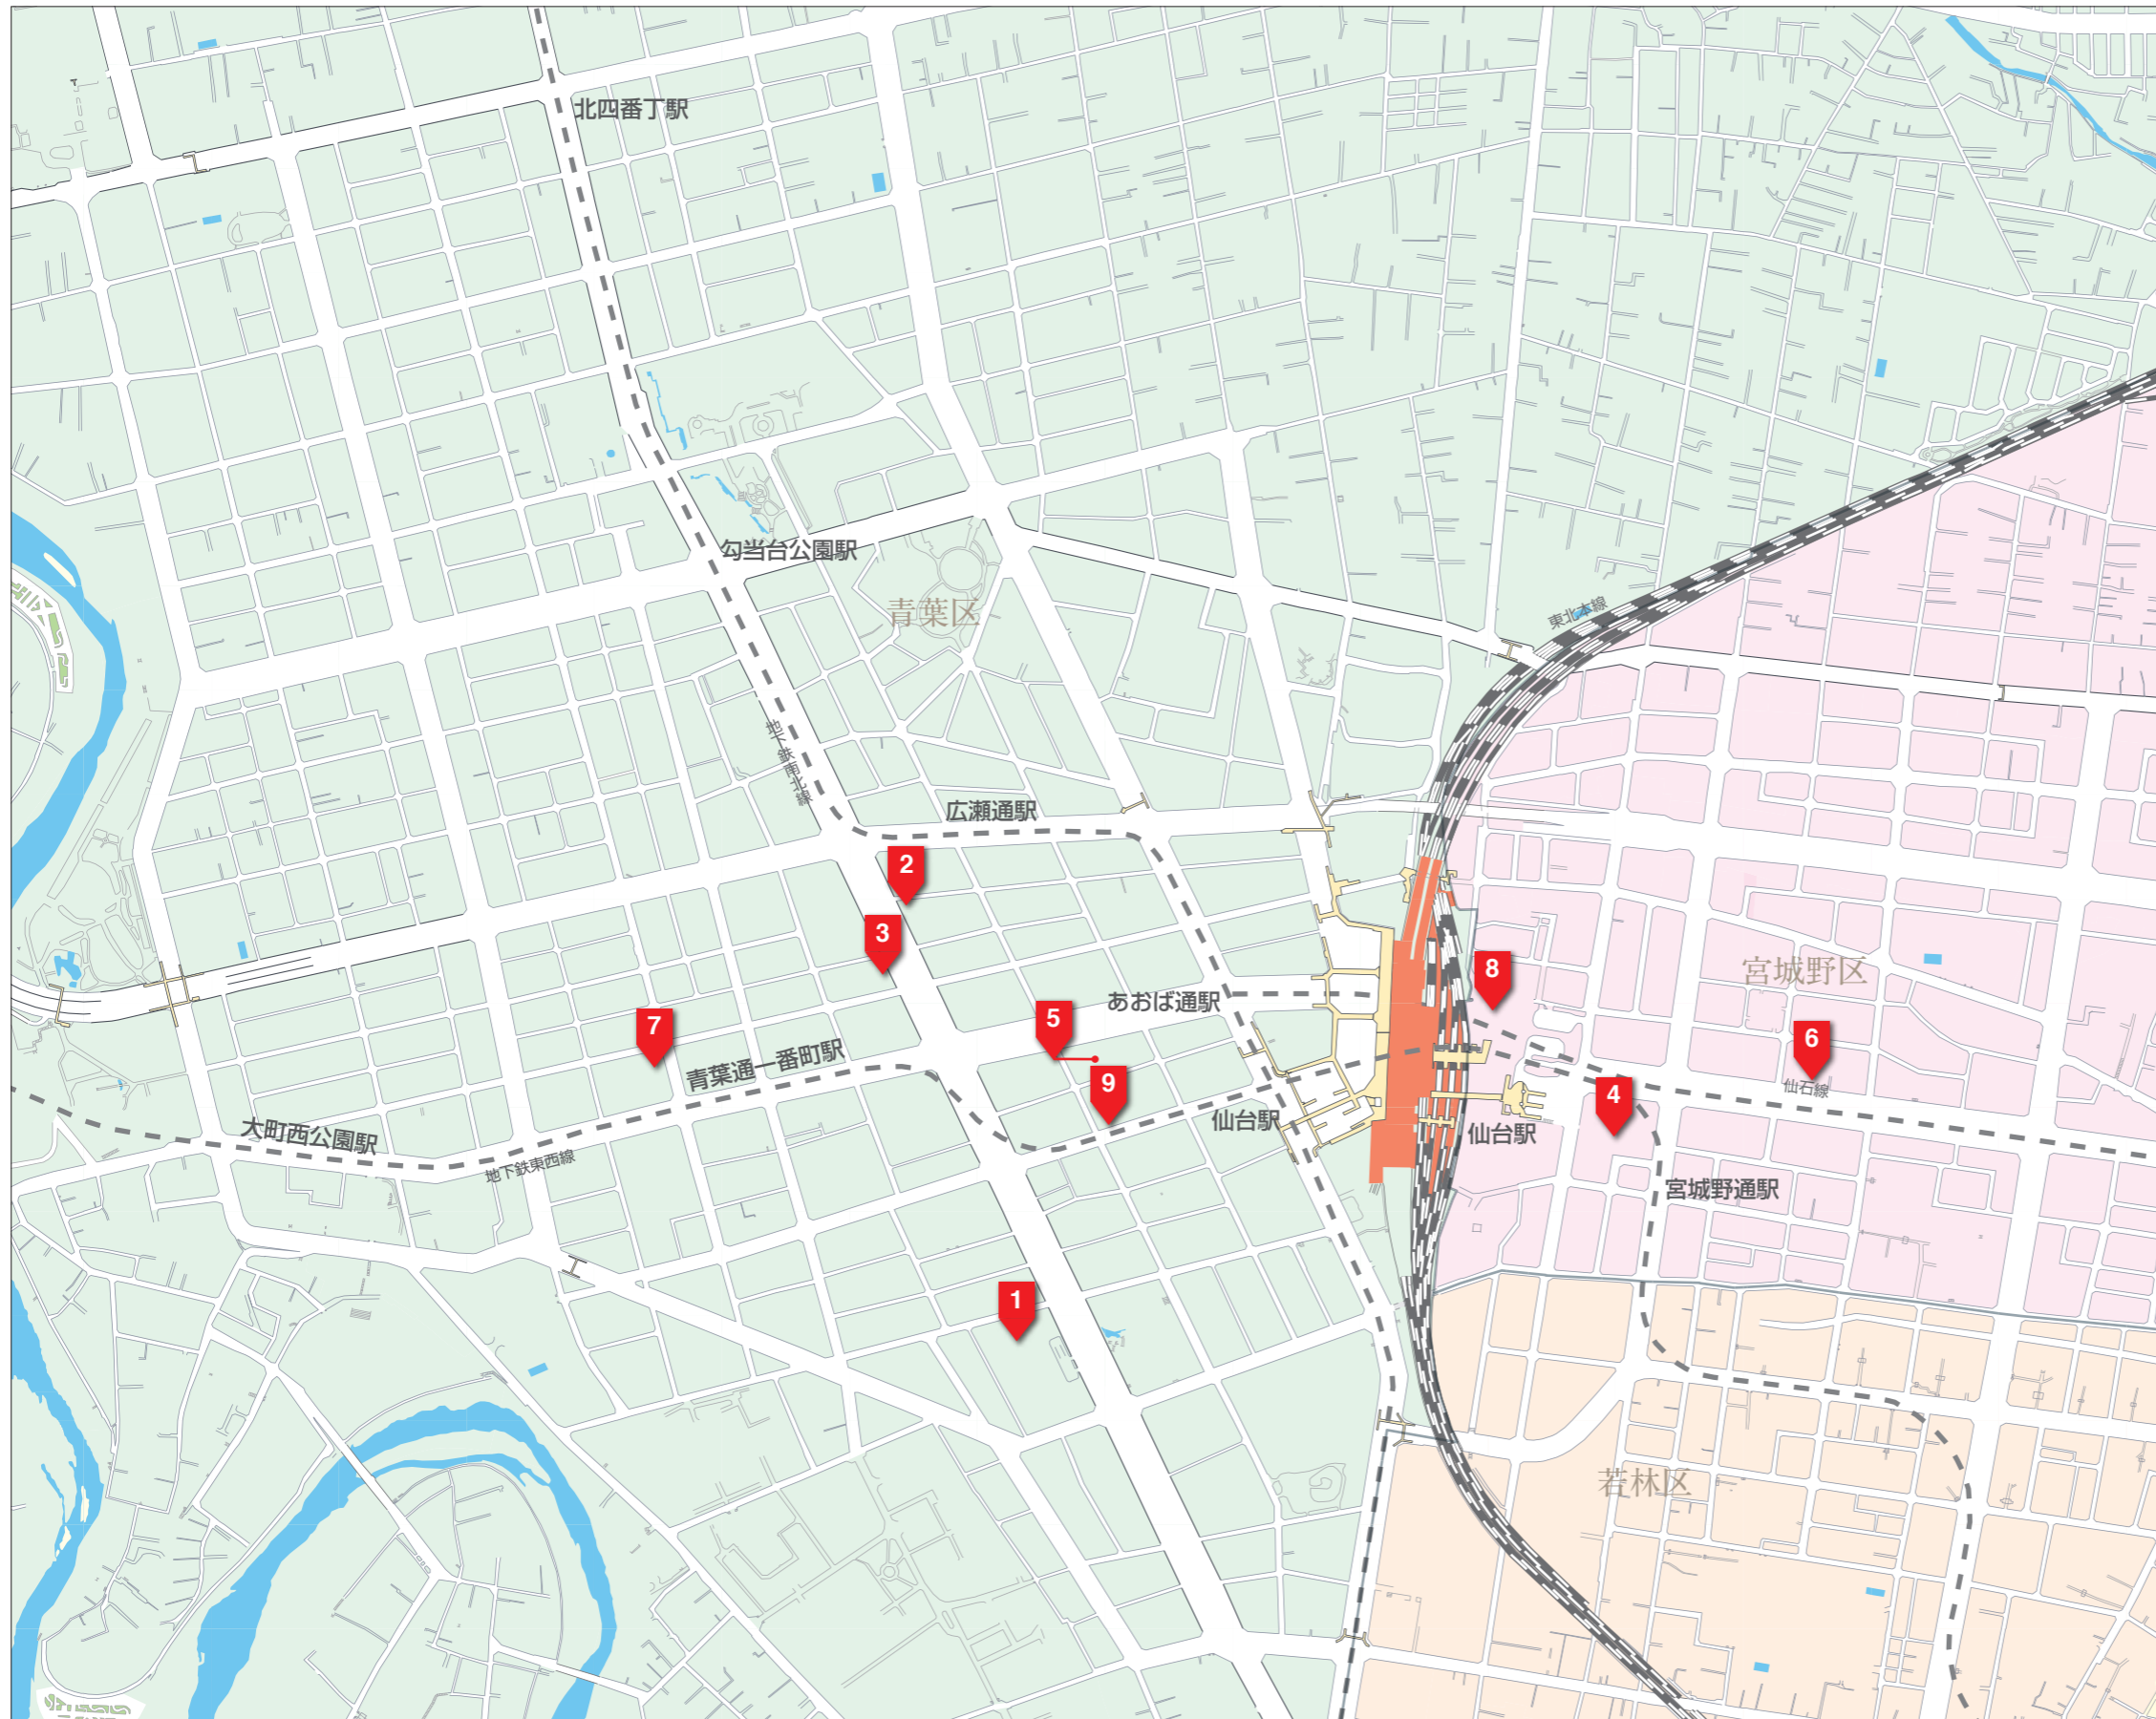 北四番丁駅
勾当台公園駅
青葉区
東北本線
地下鉄南北線
広瀬通駅
2
3
8
宮城野区
あおば通駅
5
7
6
青葉通一番町駅
9
仙石線
4
大町西公園駅
仙台駅
仙台駅
地下鉄東西線
宮城野通駅
1
若林区